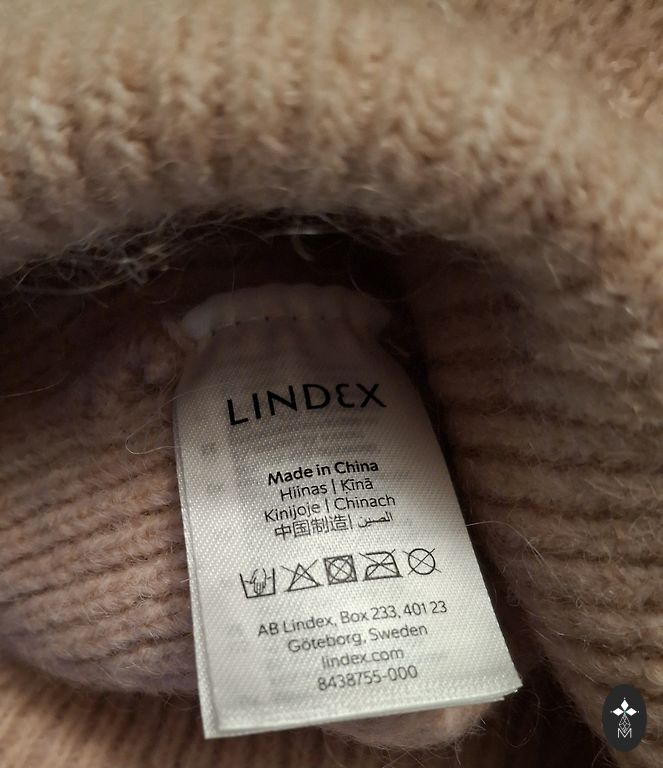 LINDEX
Made in China
Hiinas | Ķīnā
Kinijoje | Chinach
中国制造| الصين
AB Lindex, Box 233, 401 23
Göteborg, Sweden
lindex.com
8438755-000
M